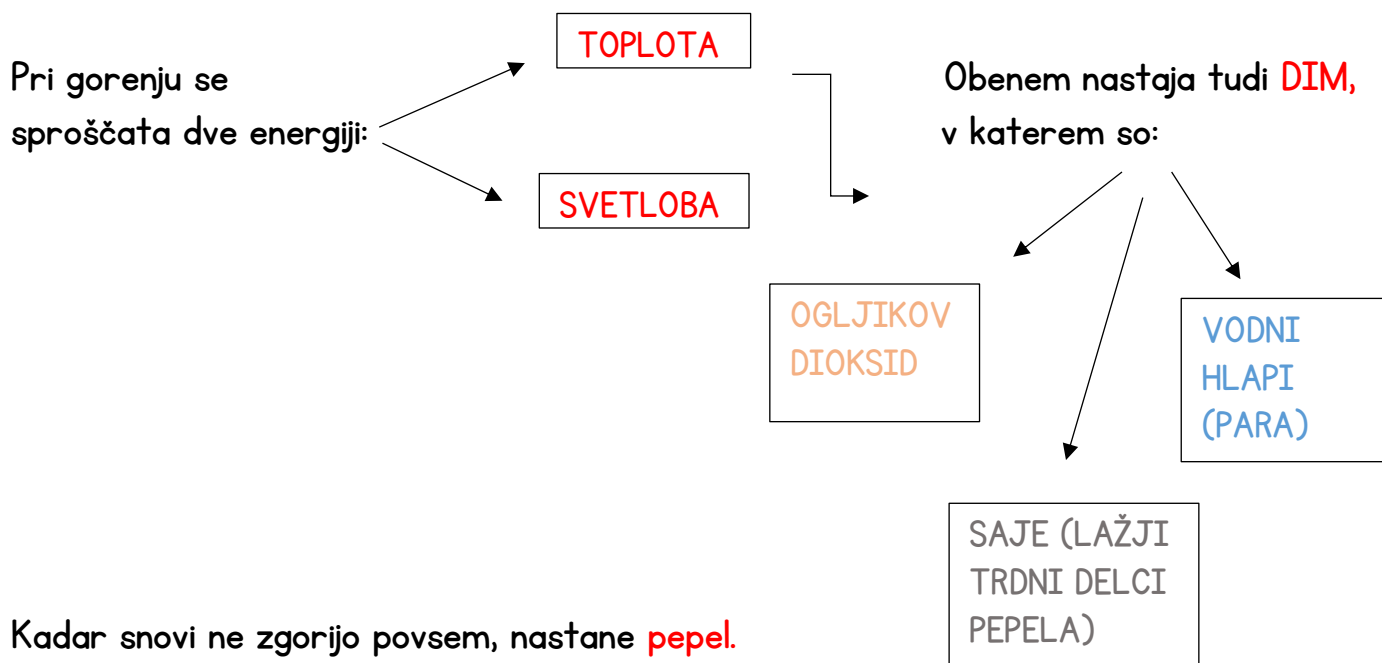 Pri gorenju se
sproščata dve energiji:
TOPLOTA
SVETLOBA
Obenem nastaja tudi DIM,
v katerem so:
OGLJIKOV
DIOKSID
VODNI
HLAPI
(PARA)
SAJE (LAŽJI
TRDNI DELCI
PEPELA)
Kadar snovi ne zgorijo povsem, nastane pepel.